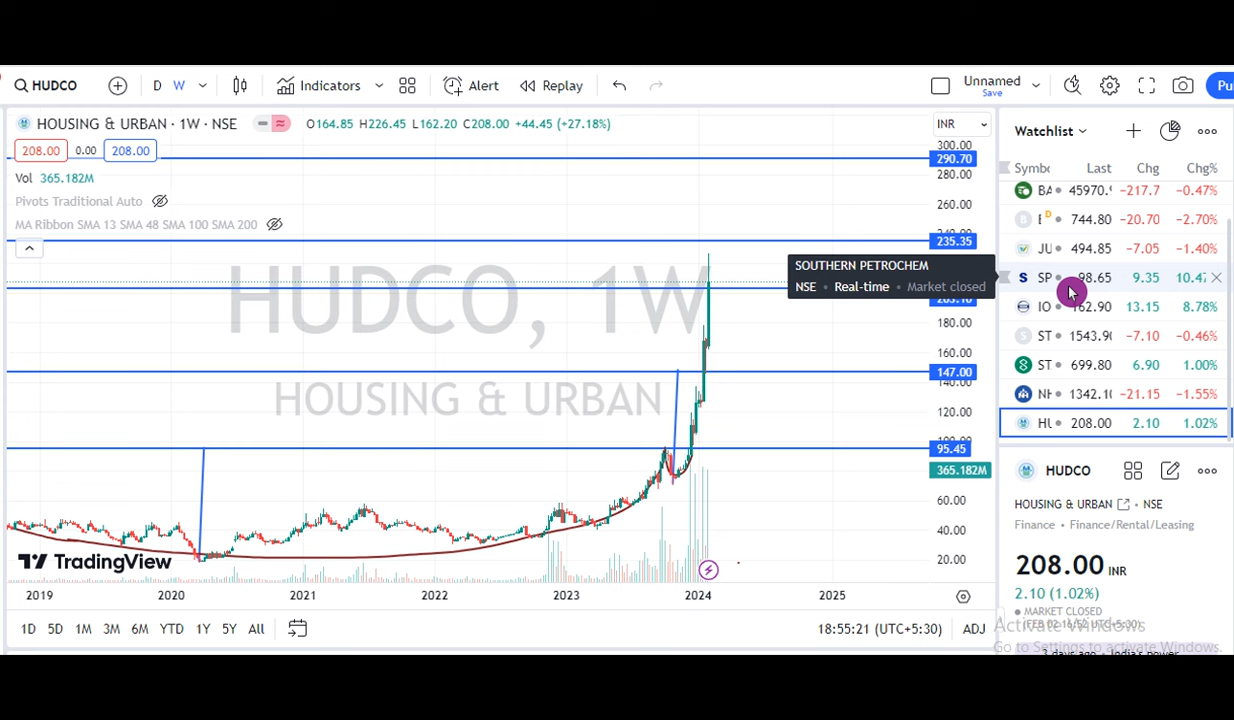 HUDCO D W Indicators Alert Replay Unnamed Save
HOUSING & URBAN · 1W · NSE O164.85 H226.45 L162.20 C208.00 +44.45 (+27.18%) INR
208.00 0.00 208.00
Vol 365.182M
Pivots Traditional Auto
MA Ribbon SMA 13 SMA 48 SMA 100 SMA 200
HUDCO, 1W
HOUSING & URBAN
300.00
290.70
280.00
260.00
235.35
180.00
160.00
147.00
140.00
120.00
95.45
365.182M
60.00
40.00
20.00
TradingView
2019 2020 2021 2022 2023 2024 2025
1D 5D 1M 3M 6M YTD 1Y 5Y All 18:55:21 (UTC+5:30) ADJ
SOUTHERN PETROCHEM
NSE • Real-time • Market closed
Watchlist
Last Chg Chg%
BA 45970. -217.7 -0.47%
744.80 -20.70 -2.70%
JU 494.85 -7.05 -1.40%
SP 98.65 9.35 10.47
IO 162.90 13.15 8.78%
ST 1543.90 -7.10 -0.46%
ST 699.80 6.90 1.00%
1342.10 -21.15 -1.55%
208.00 2.10 1.02%
HUDCO
HOUSING & URBAN • NSE
Finance • Finance/Rental/Leasing
208.00 INR
2.10 (1.02%)
MARKET CLOSED
Activate Windows
Go to Settings to activate Windows.